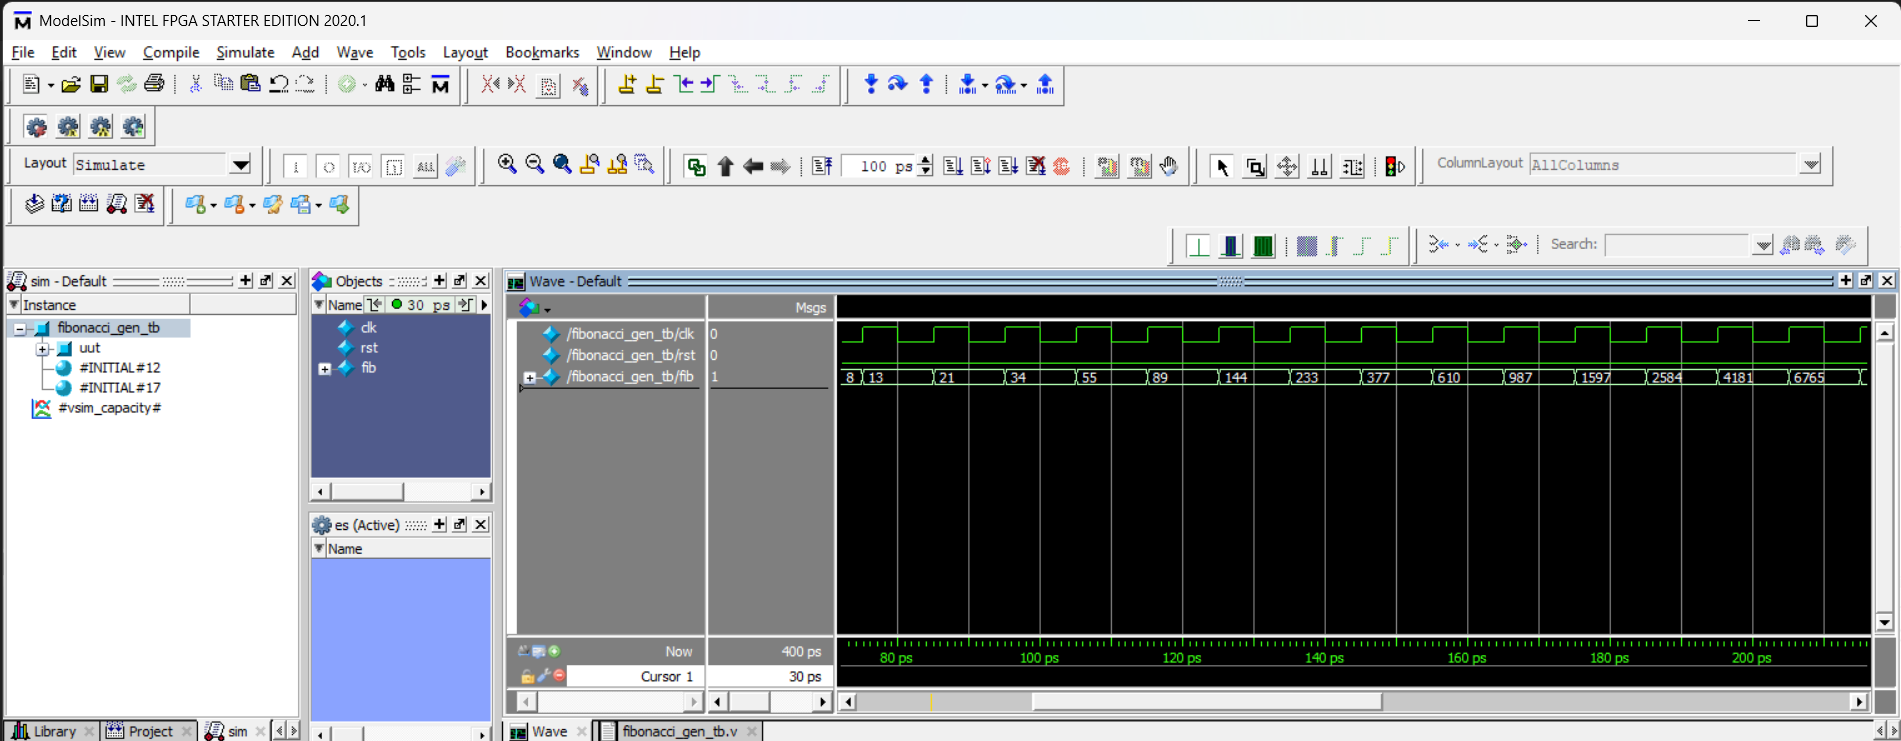 ModelSim - INTEL FPGA STARTER EDITION 2020.1
File Edit View Compile Simulate Add Wave Tools Layout Bookmarks Window Help
Layout Simulate
ALL
100 ps
ColumnLayout AllColumns
Search:
sim - Default
Instance
fibonacci_gen_tb
uut
#INITIAL#12
#INITIAL#17
#vsim_capacity#
Objects
Name 30 ps
clk
rst
fib
es (Active)
Name
Wave - Default
Msgs
/fibonacci_gen_tb/clk 0
/fibonacci_gen_tb/rst 0
/fibonacci_gen_tb/fib 1
8 13 21 34 55 89 144 233 377 610 987 1597 2584 4181 6765
Now 400 ps
Cursor 1 30 ps
80 ps 100 ps 120 ps 140 ps 160 ps 180 ps 200 ps
Library Project sim
Wave fibonacci_gen_tb.v